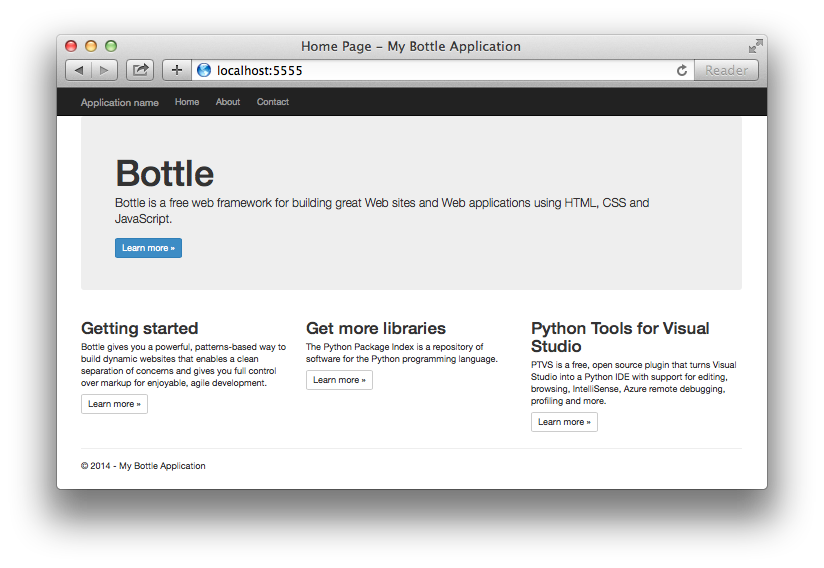 Home Page – My Bottle Application
localhost:5555
Reader
Application name Home About Contact
Bottle
Bottle is a free web framework for building great Web sites and Web applications using HTML, CSS and
JavaScript.
Learn more »
Getting started
Bottle gives you a powerful, patterns-based way to
build dynamic websites that enables a clean
separation of concerns and gives you full control
over markup for enjoyable, agile development.
Learn more »
Get more libraries
The Python Package Index is a repository of
software for the Python programming language.
Learn more »
Python Tools for Visual
Studio
PTVS is a free, open source plugin that turns Visual
Studio into a Python IDE with support for editing,
browsing, IntelliSense, Azure remote debugging,
profiling and more.
Learn more »
© 2014 - My Bottle Application